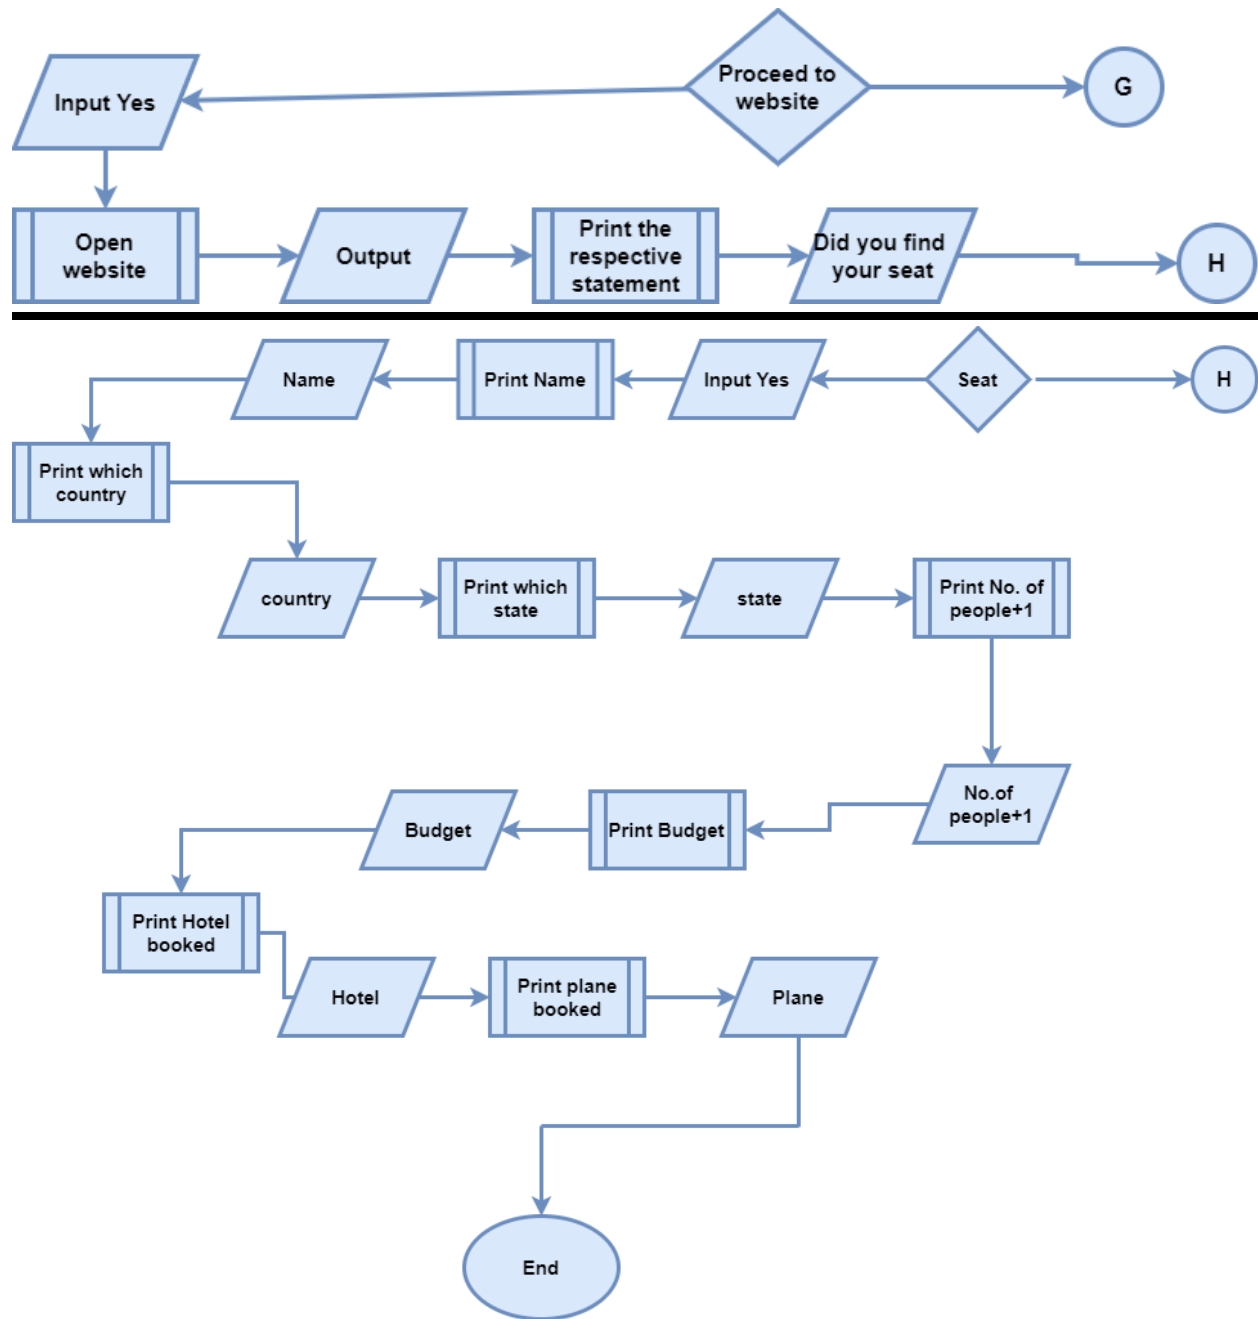 Proceed to
website
G
Input Yes
Open
website
Output
Print the
respective
statement
Did you find
your seat
H
Name
Print Name
Input Yes
Seat
H
Print which
country
country
Print which
state
state
Print No. of
people+1
No.of
people+1
Print Budget
Budget
Print Hotel
booked
Hotel
Print plane
booked
Plane
End